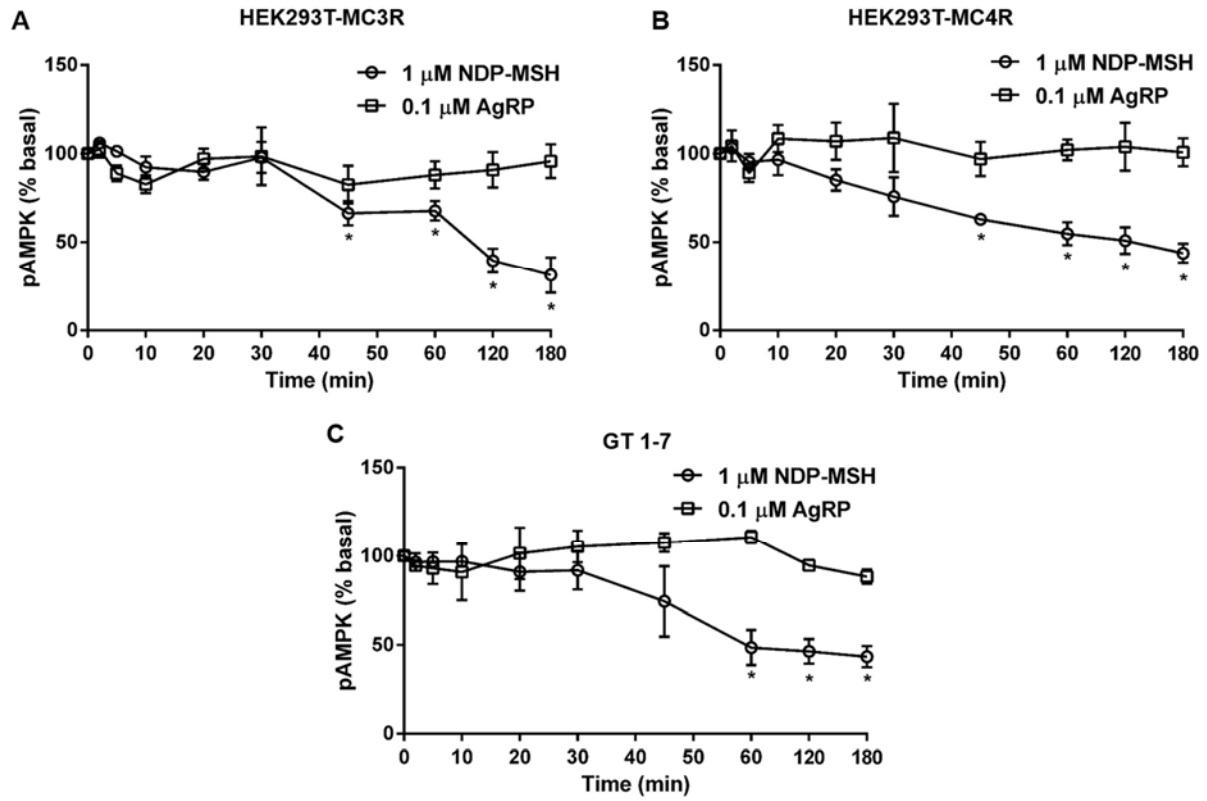 A
HEK293T-MC3R
1 μM NDP-MSH
0.1 μM AgRP
pAMPK (% basal)
150
100
50
0
* * * *
0 10 20 30 40 50 60 120 180
Time (min)
B
HEK293T-MC4R
1 μM NDP-MSH
0.1 μM AgRP
pAMPK (% basal)
150
100
50
0
* * * *
0 10 20 30 40 50 60 120 180
Time (min)
C
GT 1-7
1 μM NDP-MSH
0.1 μM AgRP
pAMPK (% basal)
150
100
50
0
* * *
0 10 20 30 40 50 60 120 180
Time (min)